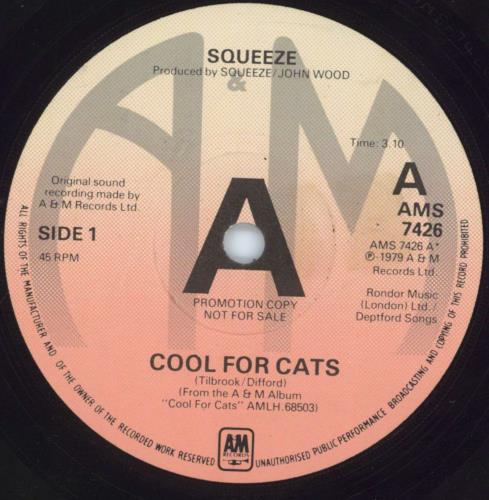 SQUEEZE
Produced by SQUEEZE/JOHN WOOD
A&M
Time: 3.10
Original sound
recording made by
A & M Records Ltd.
SIDE 1
45 RPM
A
A
AMS
7426
AMS 7426 A*
℗-1979 A & M
Records Ltd.
Rondor Music
(London) Ltd./
Deptford Songs
PROMOTION COPY
NOT FOR SALE
COOL FOR CATS
(Tilbrook/Difford)
(From the A & M Album
"Cool For Cats" AMLH.68503)
ALL RIGHTS OF THE MANUFACTURER AND OF THE OWNER OF THE RECORDED WORK RESERVED
A&M
RECORDS
UNAUTHORISED PUBLIC PERFORMANCE BROADCASTING AND COPYING OF THIS RECORD PROHIBITED